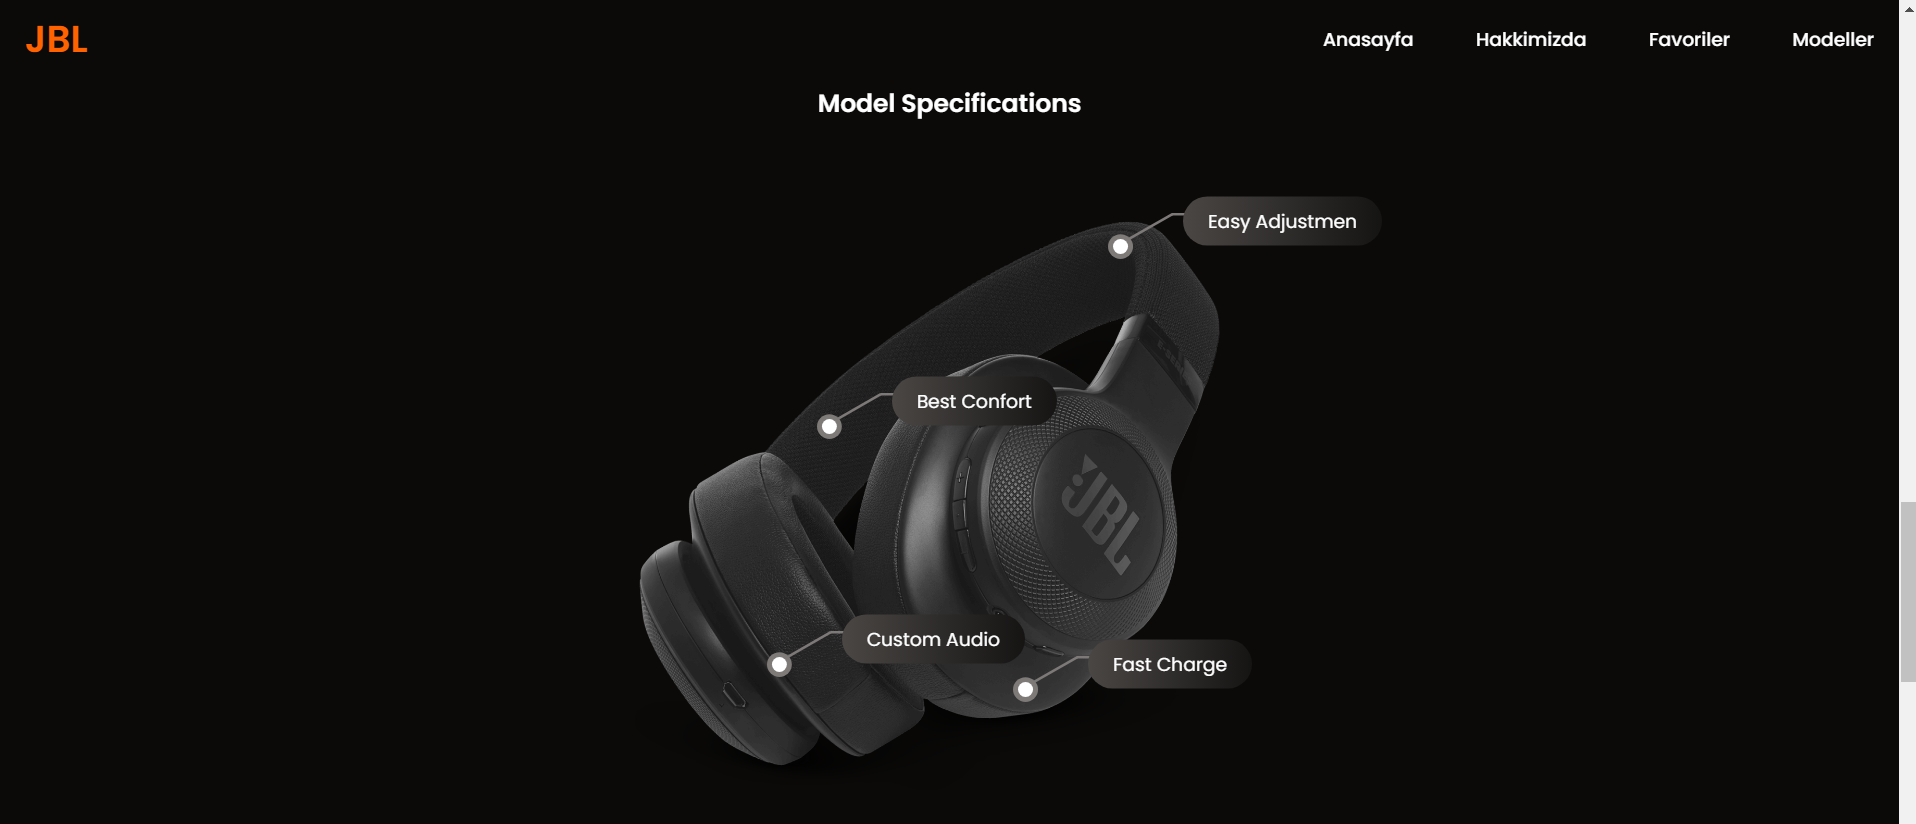 JBL
Anasayfa
Hakkimizda
Favoriler
Modeller
Model Specifications
Easy Adjustmen
Best Confort
JBL
Custom Audio
Fast Charge